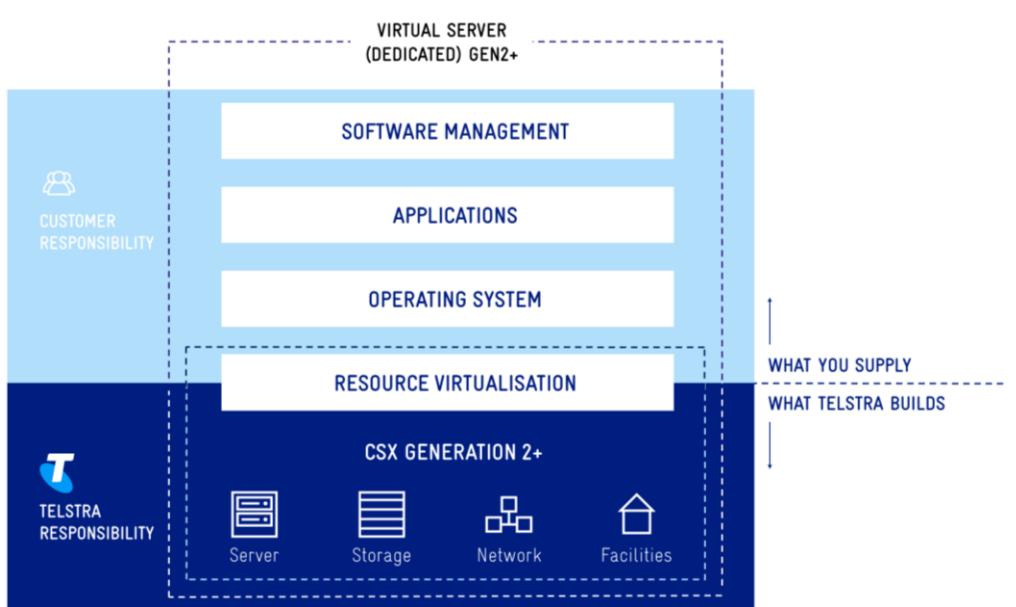 VIRTUAL SERVER
(DEDICATED) GEN2+
SOFTWARE MANAGEMENT
APPLICATIONS
CUSTOMER
RESPONSIBILITY
OPERATING SYSTEM
RESOURCE VIRTUALISATION
WHAT YOU SUPPLY
WHAT TELSTRA BUILDS
CSX GENERATION 2+
T
TELSTRA
RESPONSIBILITY
Server
Storage
Network
Facilities